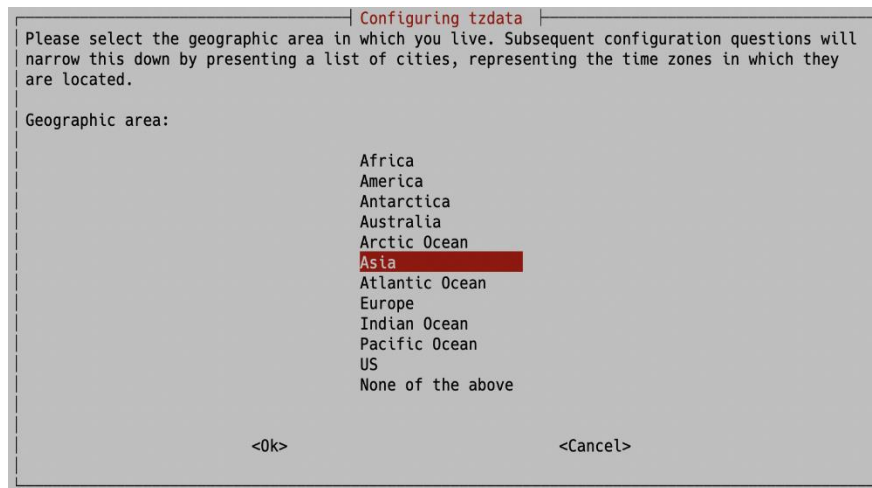 Configuring tzdata
Please select the geographic area in which you live. Subsequent configuration questions will
narrow this down by presenting a list of cities, representing the time zones in which they
are located.
Geographic area:
Africa
America
Antarctica
Australia
Arctic Ocean
Asia
Atlantic Ocean
Europe
Indian Ocean
Pacific Ocean
US
None of the above
<Ok> <Cancel>